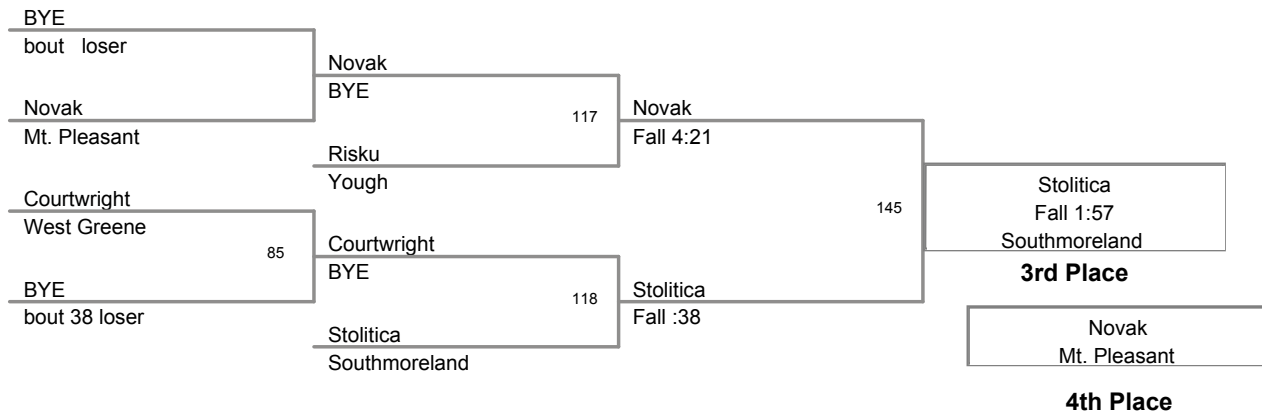 BYE
bout loser
Novak
Mt. Pleasant
Courtwright
West Greene
85
BYE
bout 38 loser
Novak
BYE
117
Risku
Yough
Courtwright
BYE
118
Stolitica
Southmoreland
Novak
Fall 4:21
145
Stolitica
Fall :38
Stolitica
Fall 1:57
Southmoreland
3rd Place
Novak
Mt. Pleasant
4th Place